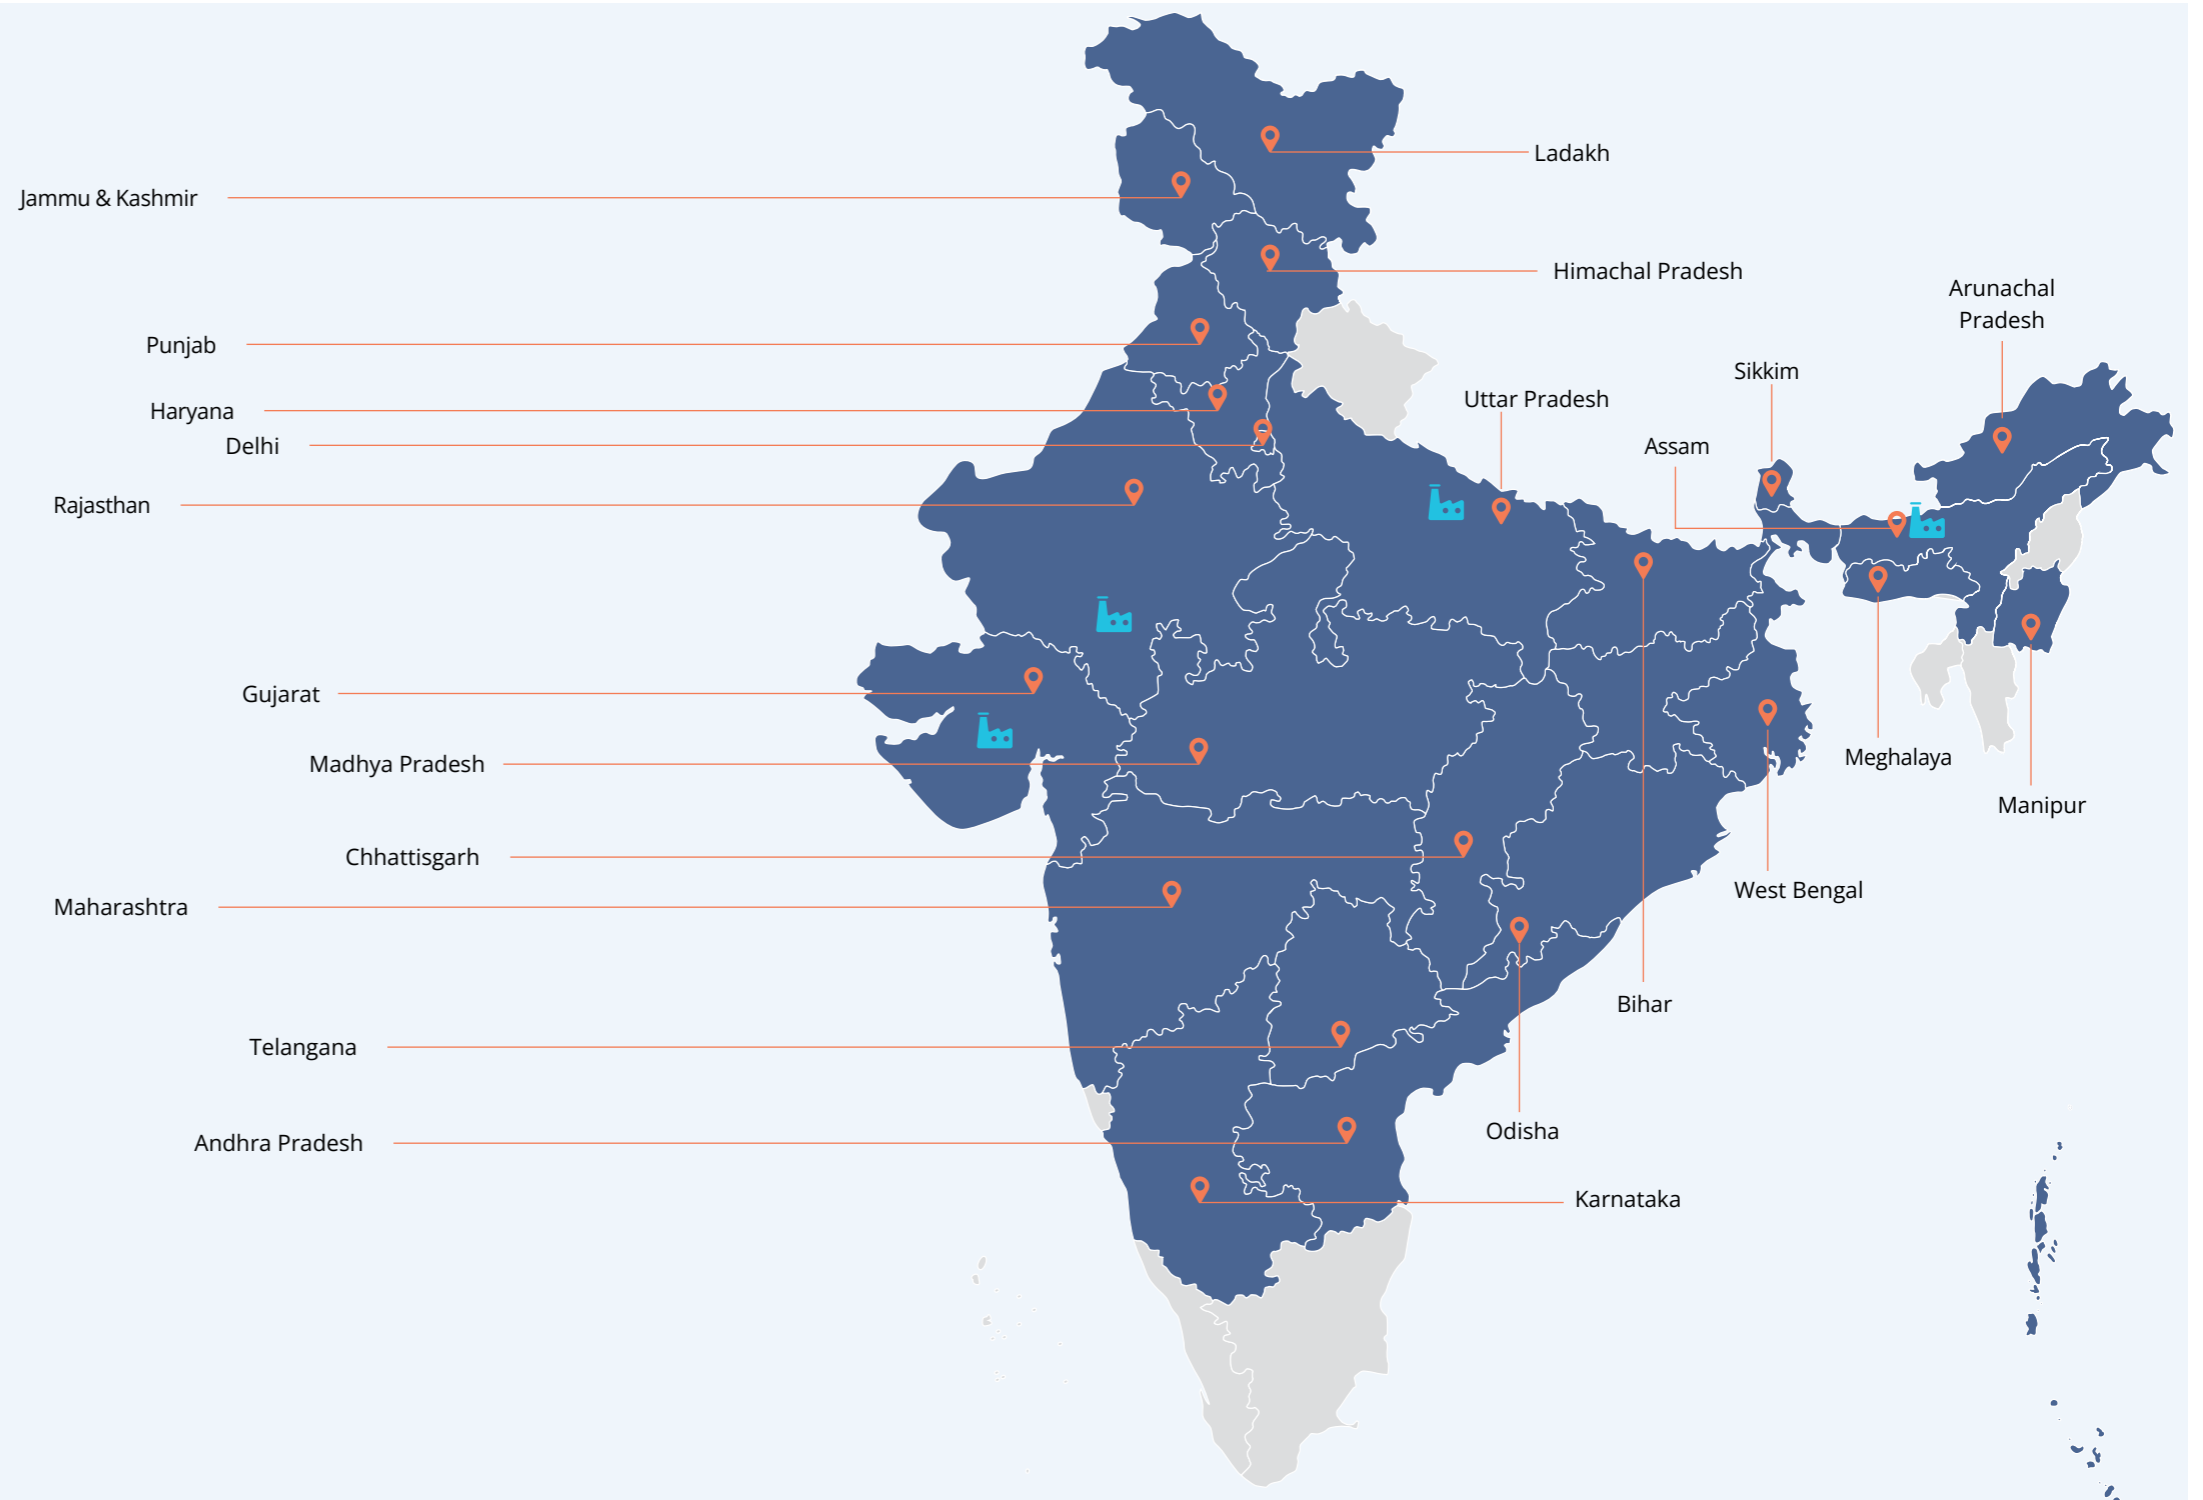 Ladakh
Jammu & Kashmir
Himachal Pradesh
Arunachal
Pradesh
Punjab
Sikkim
Uttar Pradesh
Haryana
Delhi
Assam
Rajasthan
Gujarat
Madhya Pradesh
Meghalaya
Manipur
Chhattisgarh
West Bengal
Maharashtra
Bihar
Telangana
Odisha
Andhra Pradesh
Karnataka